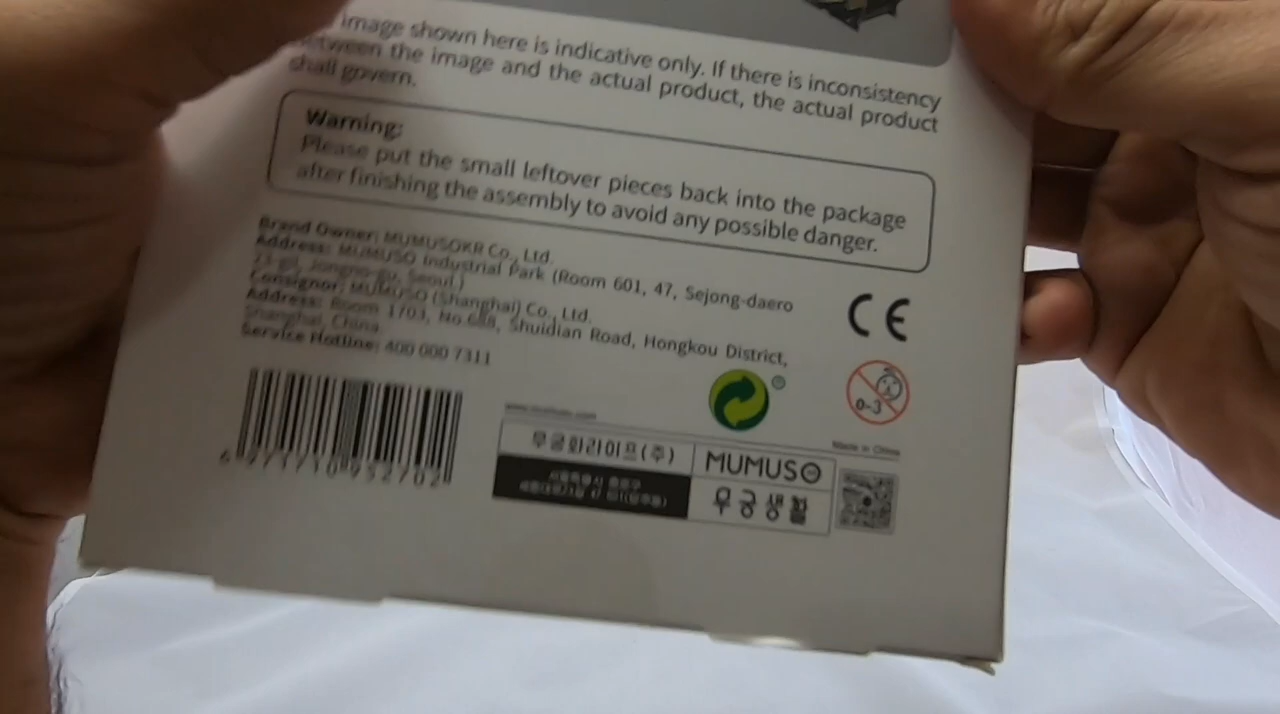 image shown here is indicative only. If there is inconsistency
between the image and the actual product, the actual product
shall govern.
Warning:
Please put the small leftover pieces back into the package
after finishing the assembly to avoid any possible danger.
Brand Owner: MUMUSOKR Co., Ltd.
Address: MUMUSO Industrial Park (Room 601, 47, Sejong-daero
23-gil, Jongno-gu, Seoul.)
Consignor: MUMUSO (Shanghai) Co., Ltd.
Address: Room 1703, No.688, Shuidian Road, Hongkou District,
Shanghai, China
Service Hotline: 400 000 7311
CE
0-3
Made in China
무궁화라이프(주)
MUMUSO
무궁생활
6 971710 952702